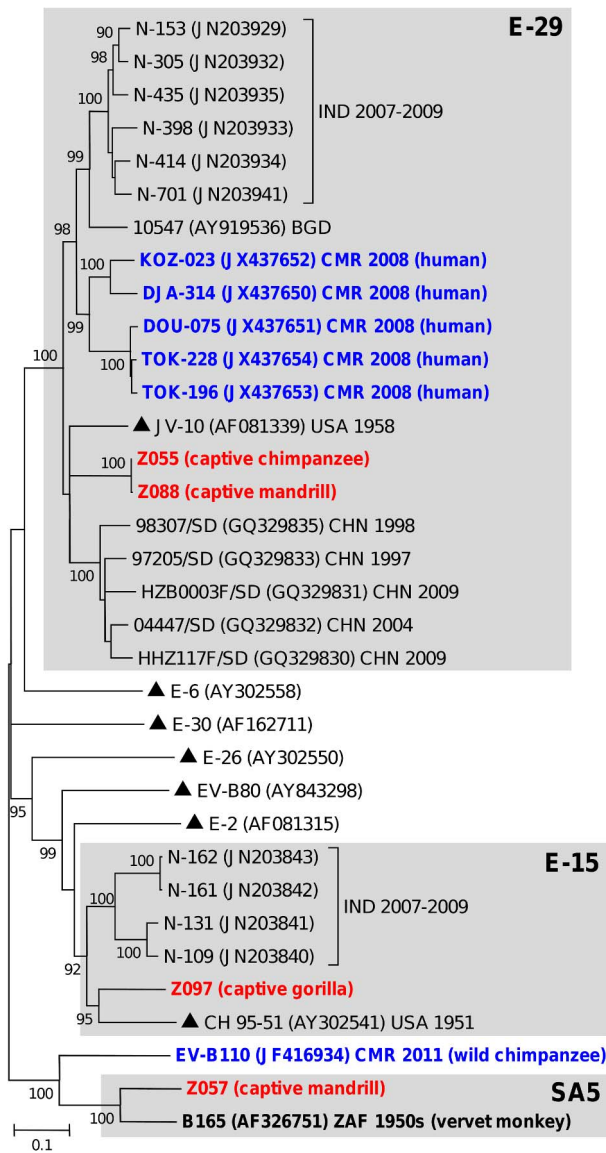 E-29
90
N-153 (JN203929)
98
N-305 (JN203932)
100
N-435 (JN203935)
IND 2007-2009
N-398 (JN203933)
99
N-414 (JN203934)
N-701 (JN203941)
98
10547 (AY919536) BGD
100
KOZ-023 (JX437652) CMR 2008 (human)
DJA-314 (JX437650) CMR 2008 (human)
99
DOU-075 (JX437651) CMR 2008 (human)
100
100
TOK-228 (JX437654) CMR 2008 (human)
TOK-196 (JX437653) CMR 2008 (human)
▲ JV-10 (AF081339) USA 1958
100
Z055 (captive chimpanzee)
Z088 (captive mandrill)
98307/SD (GQ329835) CHN 1998
97205/SD (GQ329833) CHN 1997
100
HZB0003F/SD (GQ329831) CHN 2009
04447/SD (GQ329832) CHN 2004
HHZ117F/SD (GQ329830) CHN 2009
▲ E-6 (AY302558)
▲ E-30 (AF162711)
▲ E-26 (AY302550)
95
▲ EV-B80 (AY843298)
99
▲ E-2 (AF081315)
E-15
100
N-162 (JN203843)
N-161 (JN203842)
100
IND 2007-2009
N-131 (JN203841)
100
N-109 (JN203840)
92
Z097 (captive gorilla)
95
▲ CH 95-51 (AY302541) USA 1951
EV-B110 (JF416934) CMR 2011 (wild chimpanzee)
100
Z057 (captive mandrill)
SA5
100
B165 (AF326751) ZAF 1950s (vervet monkey)
0.1